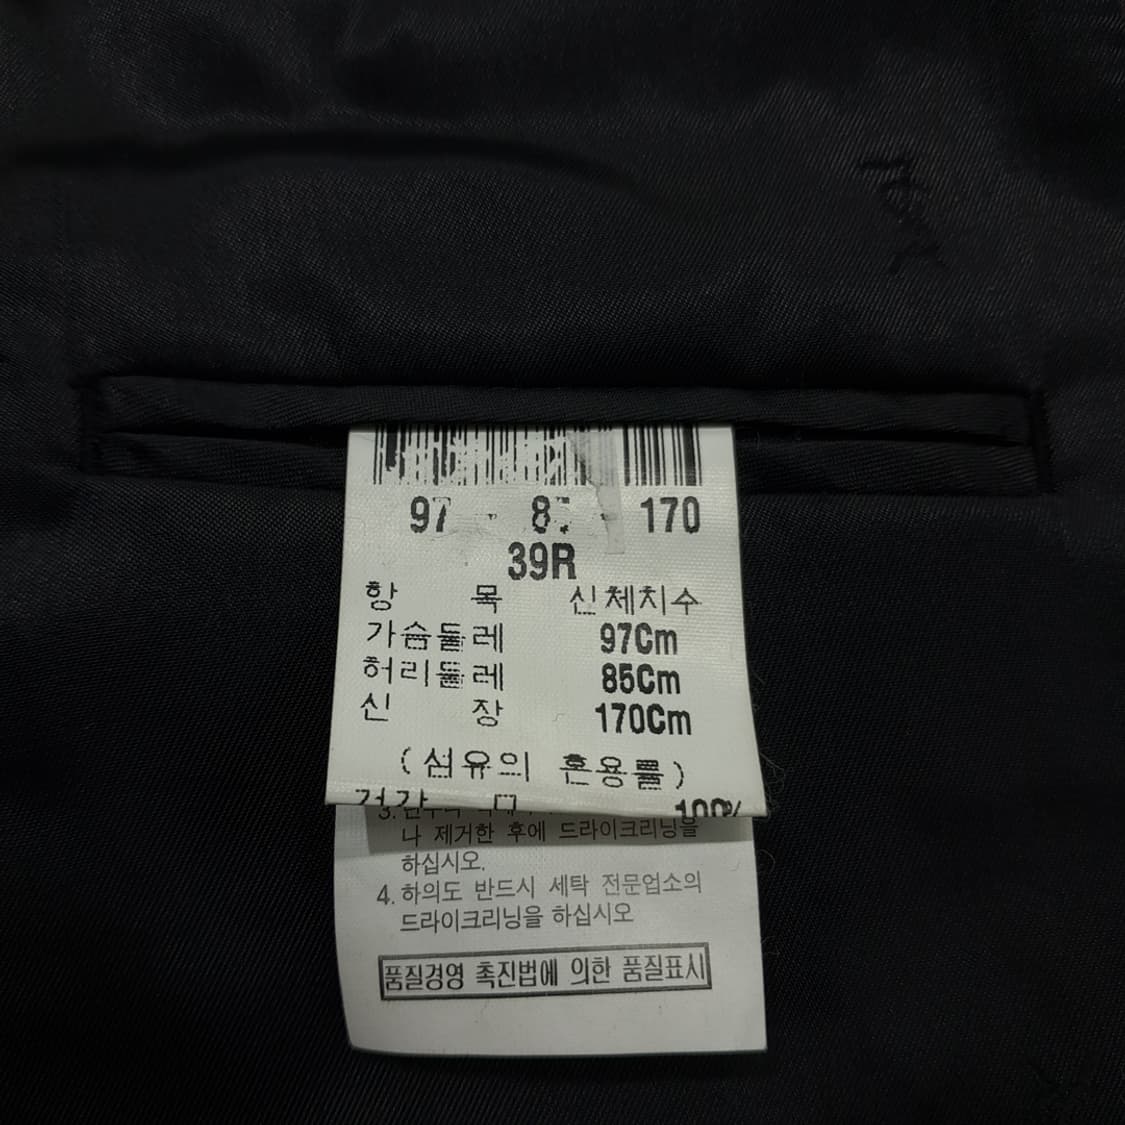 97 - 8 - 170
39R
항 목 신체치수
가슴둘레 97Cm
허리둘레 85Cm
신 장 170Cm
(섬유의 혼용률)
겉감 100%
3.
나 제거한 후에 드라이크리닝을
하십시오.
4. 하의도 반드시 세탁 전문업소의
드라이크리닝을 하십시오
품질경영 촉진법에 의한 품질표시